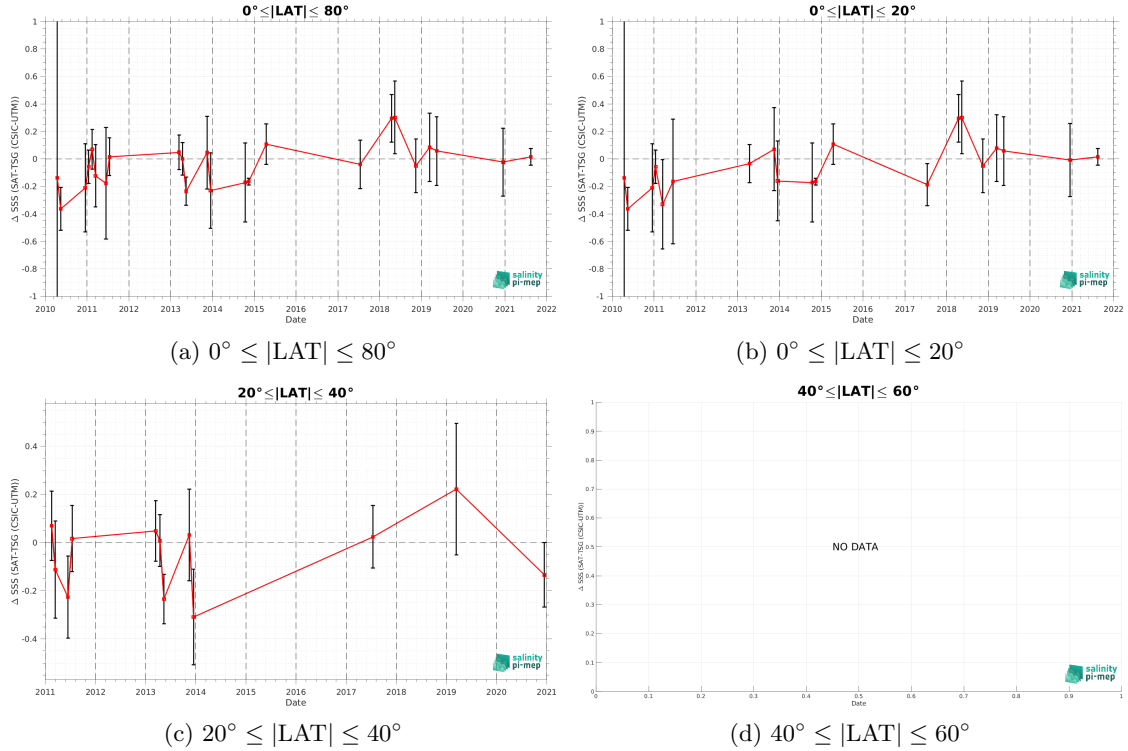 0°≤|LAT|≤ 80°
Δ SSS (SAT-TSG (CSIC-UTM))
1
0.8
0.6
0.4
0.2
0
-0.2
-0.4
-0.6
-0.8
-1
2010 2011 2012 2013 2014 2015 2016 2017 2018 2019 2020 2021 2022
Date
salinity
pi-mep
(a) 0° ≤ |LAT| ≤ 80°
0°≤|LAT|≤ 20°
Δ SSS (SAT-TSG (CSIC-UTM))
1
0.8
0.6
0.4
0.2
0
-0.2
-0.4
-0.6
-0.8
-1
2010 2011 2012 2013 2014 2015 2016 2017 2018 2019 2020 2021 2022
Date
salinity
pi-mep
(b) 0° ≤ |LAT| ≤ 20°
20°≤|LAT|≤ 40°
Δ SSS (SAT-TSG (CSIC-UTM))
0.4
0.2
0
-0.2
-0.4
2011 2012 2013 2014 2015 2016 2017 2018 2019 2020 2021
Date
salinity
pi-mep
(c) 20° ≤ |LAT| ≤ 40°
40°≤|LAT|≤ 60°
Δ SSS (SAT-TSG (CSIC-UTM))
1
0.9
0.8
0.7
0.6
0.5
0.4
0.3
0.2
0.1
0
NO DATA
0 0.1 0.2 0.3 0.4 0.5 0.6 0.7 0.8 0.9 1
Date
salinity
pi-mep
(d) 40° ≤ |LAT| ≤ 60°